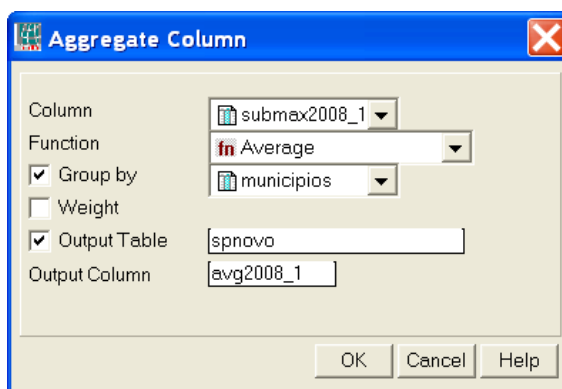 Aggregate Column
Column submax2008_1
Function fn Average
Group by municipios
Weight
Output Table spnovo
Output Column avg2008_1
OK Cancel Help